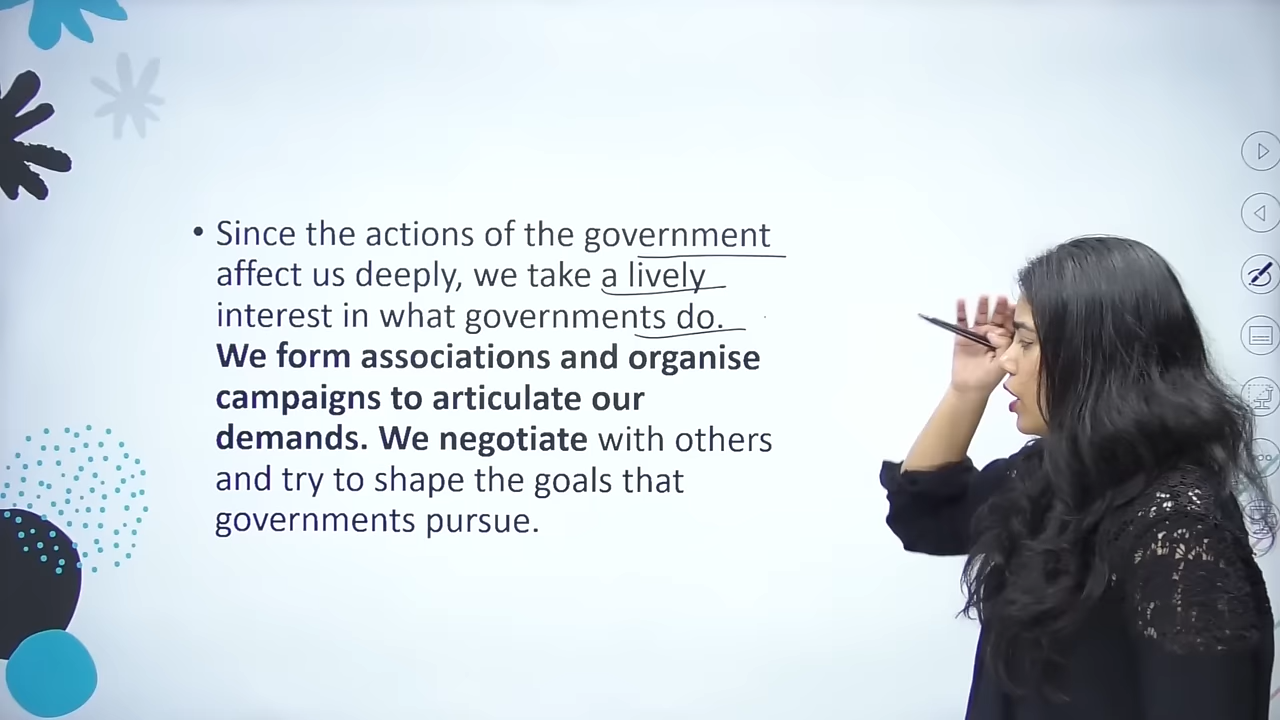 • Since the actions of the government
affect us deeply, we take a lively
interest in what governments do.
We form associations and organise
campaigns to articulate our
demands. We negotiate with others
and try to shape the goals that
governments pursue.